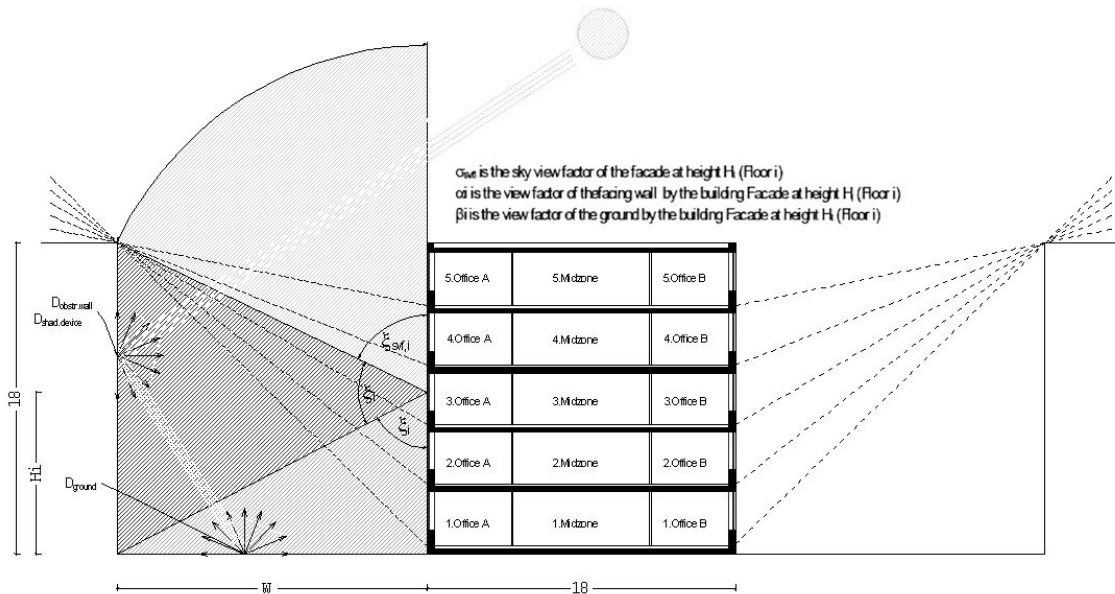 σsvfi is the sky view factor of the facade at height Hi (Floor i)
αi is the view factor of thefacing wall by the building Facade at height Hi (Floor i)
βi is the view factor of the ground by the building Facade at height Hi (Floor i)
5.Office A 5.Midzone 5.Office B
Dobstr.wall
Dshad.device
ξsvf,i
4.Office A 4.Midzone 4.Office B
ξi
3.Office A 3.Midzone 3.Office B
18
ξi
2.Office A 2.Midzone 2.Office B
Hi
Dground
1.Office A 1.Midzone 1.Office B
W 18